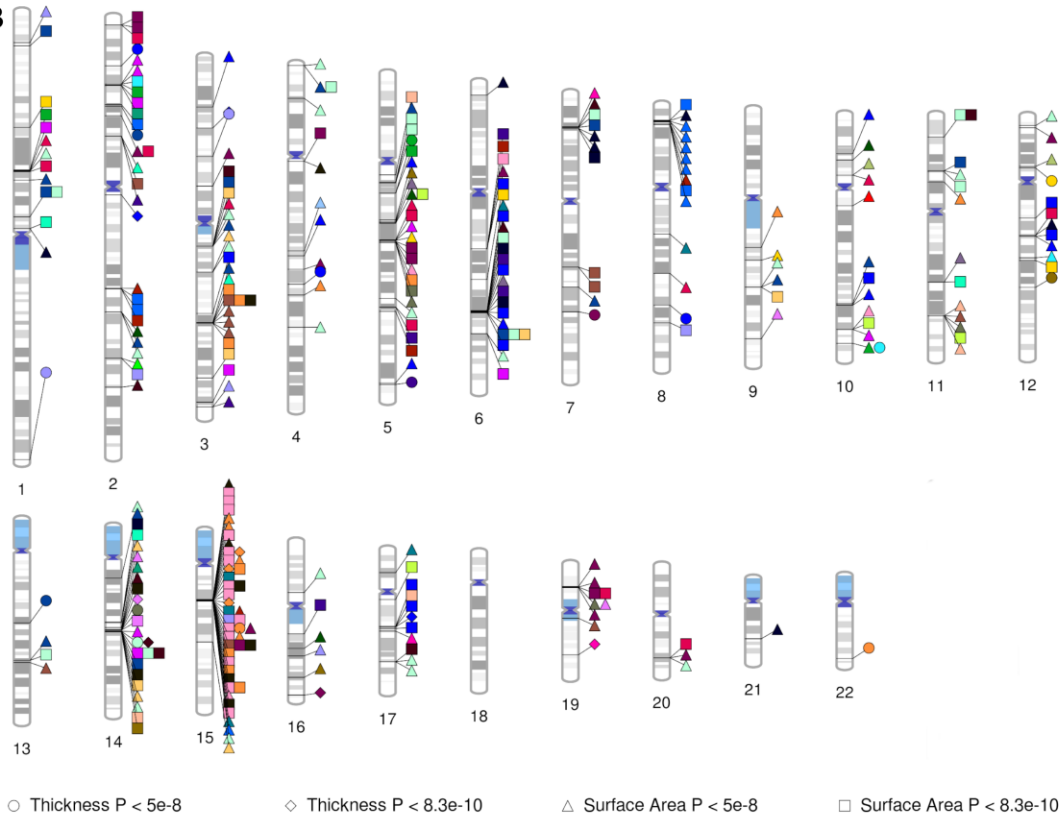 1 2 3 4 5 6 7 8 9 10 11 12
13 14 15 16 17 18 19 20 21 22
Thickness P < 5e-8 Thickness P < 8.3e-10 Surface Area P < 5e-8 Surface Area P < 8.3e-10